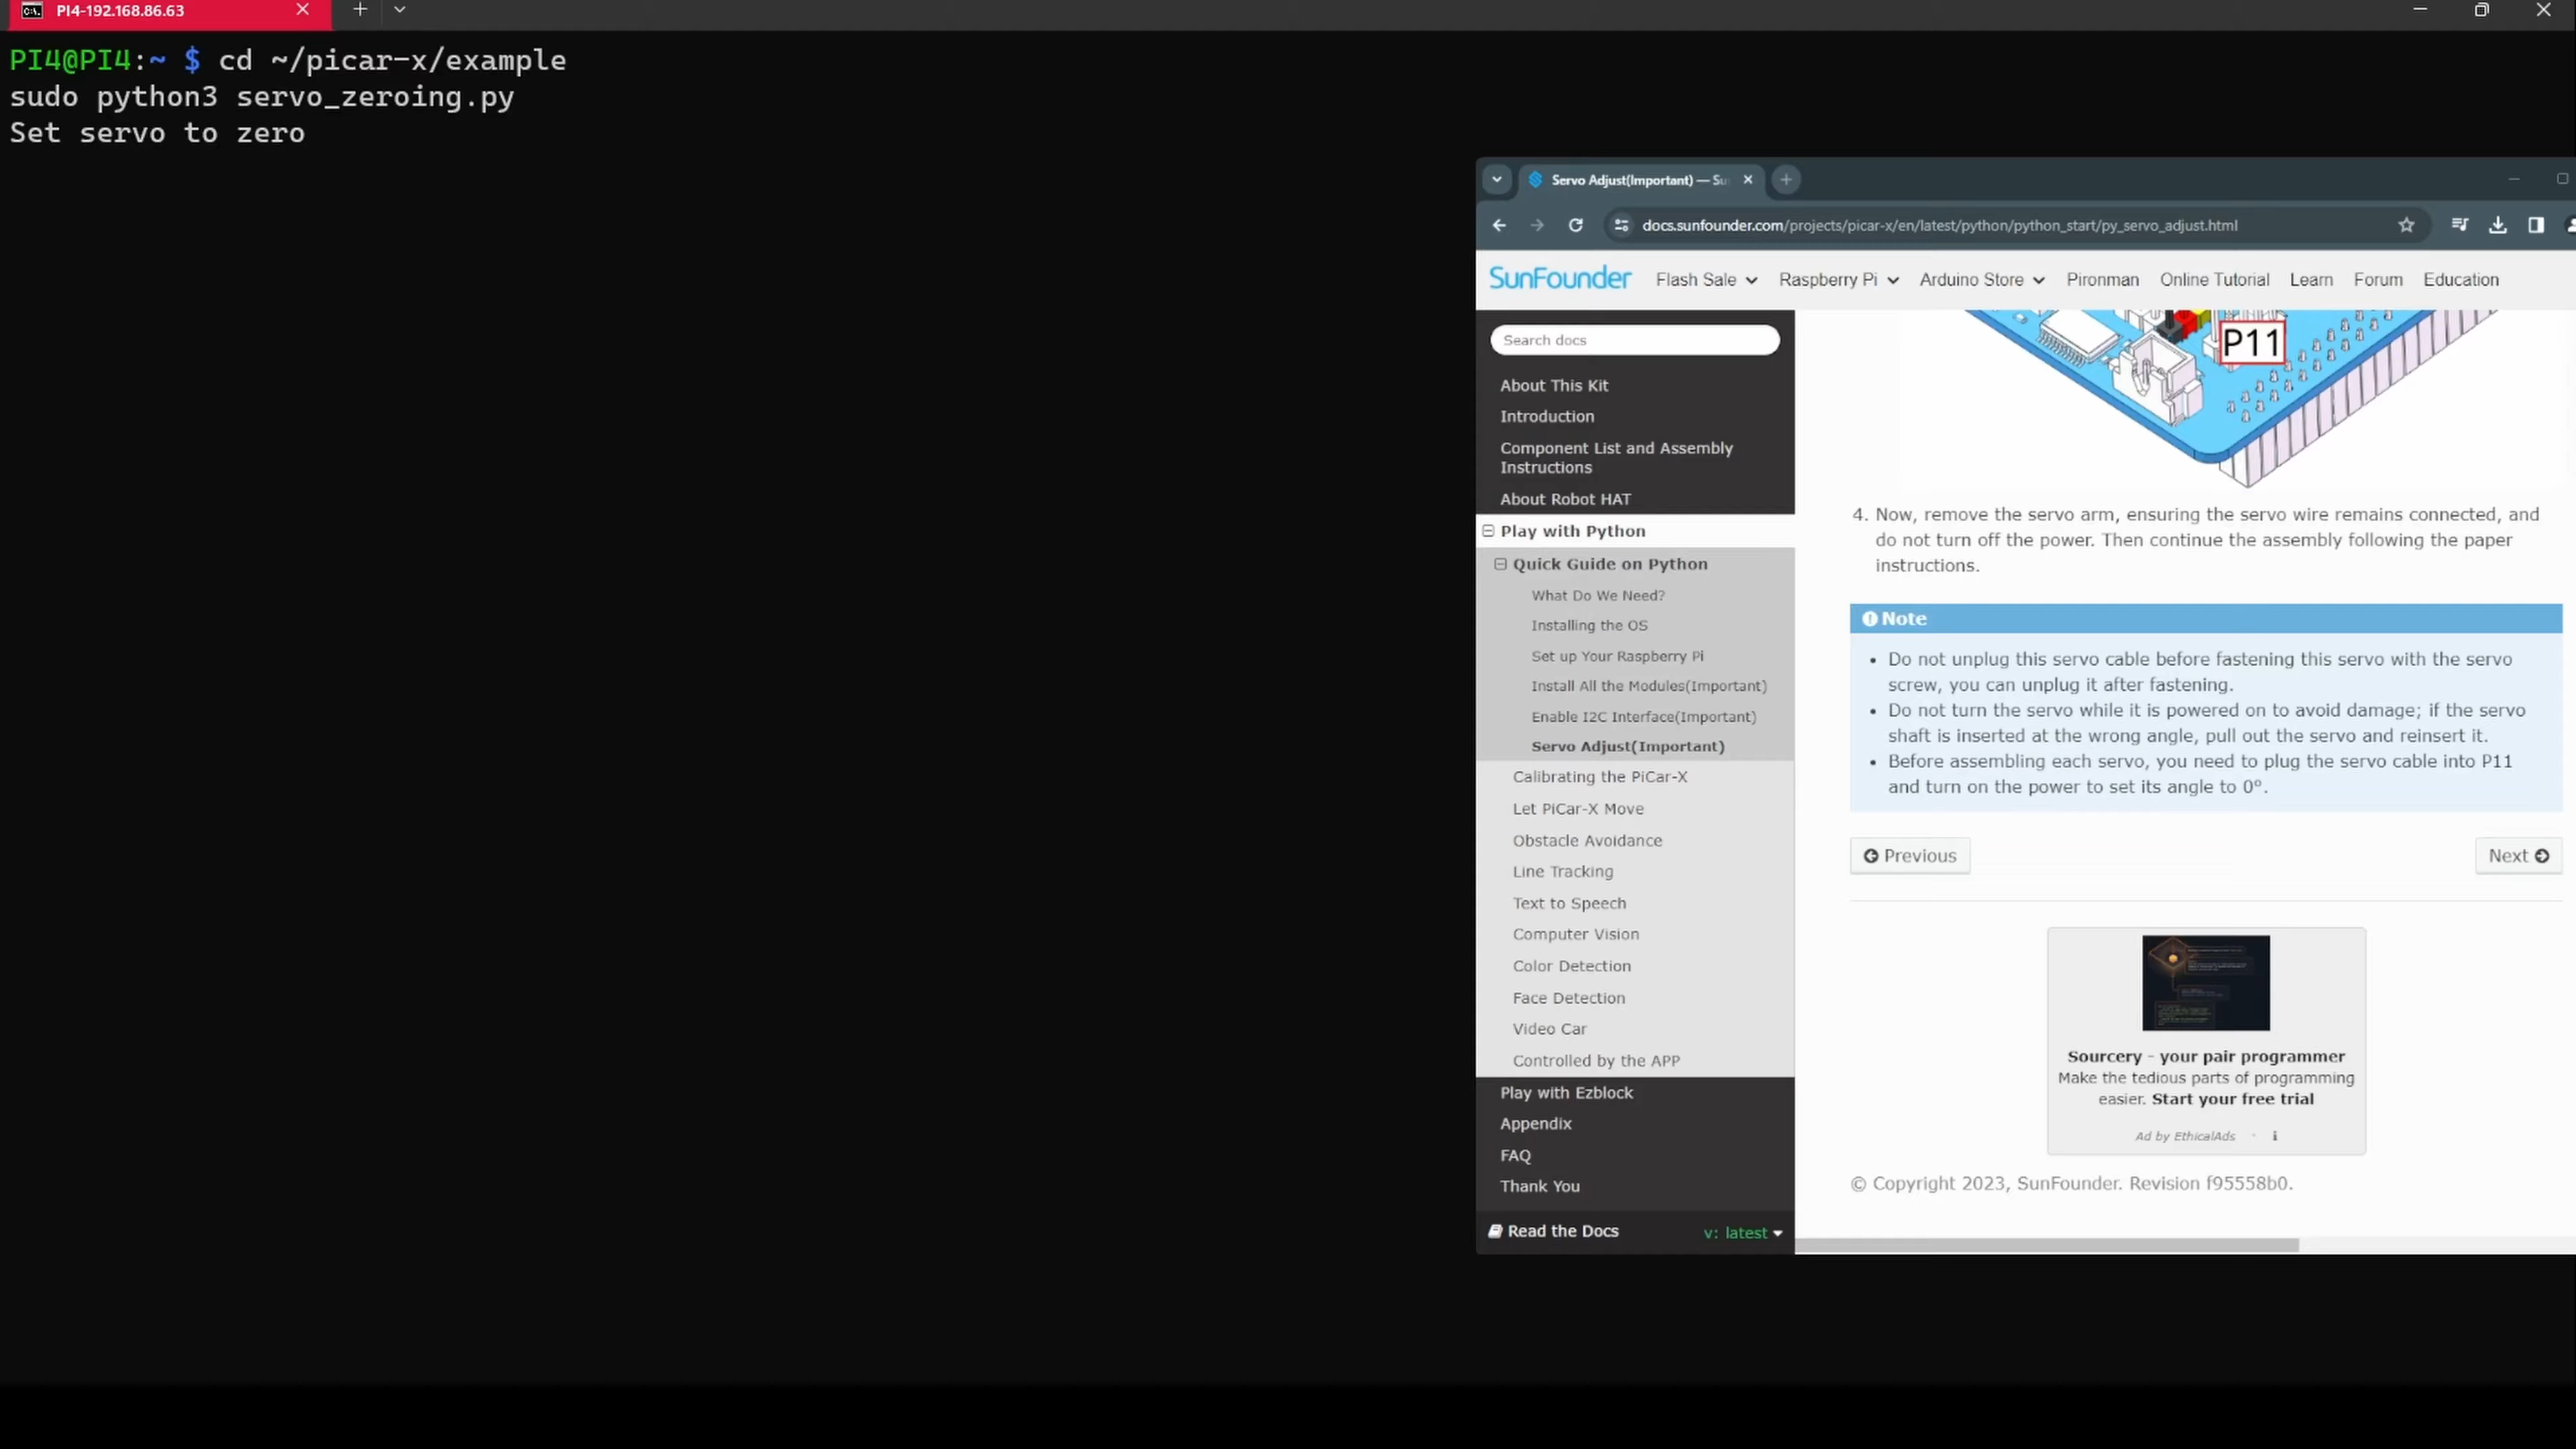 PI4-192.168.86.63
PI4@PI4:~ $ cd ~/picar-x/example
sudo python3 servo_zeroing.py
Set servo to zero
Servo Adjust(Important) — Su
docs.sunfounder.com/projects/picar-x/en/latest/python/python_start/py_servo_adjust.html
SunFounder
Flash Sale Raspberry Pi Arduino Store Pironman Online Tutorial Learn Forum Education
Search docs
About This Kit
Introduction
Component List and Assembly
Instructions
About Robot HAT
Play with Python
Quick Guide on Python
What Do We Need?
Installing the OS
Set up Your Raspberry Pi
Install All the Modules(Important)
Enable I2C Interface(Important)
Servo Adjust(Important)
Calibrating the PiCar-X
Let PiCar-X Move
Obstacle Avoidance
Line Tracking
Text to Speech
Computer Vision
Color Detection
Face Detection
Video Car
Controlled by the APP
Play with Ezblock
Appendix
FAQ
Thank You
Read the Docs v: latest
P11
4. Now, remove the servo arm, ensuring the servo wire remains connected, and
do not turn off the power. Then continue the assembly following the paper
instructions.
Note
• Do not unplug this servo cable before fastening this servo with the servo
screw, you can unplug it after fastening.
• Do not turn the servo while it is powered on to avoid damage; if the servo
shaft is inserted at the wrong angle, pull out the servo and reinsert it.
• Before assembling each servo, you need to plug the servo cable into P11
and turn on the power to set its angle to 0°.
Previous
Next
Sourcery - your pair programmer
Make the tedious parts of programming
easier. Start your free trial
Ad by EthicalAds · i
© Copyright 2023, SunFounder. Revision f95558b0.